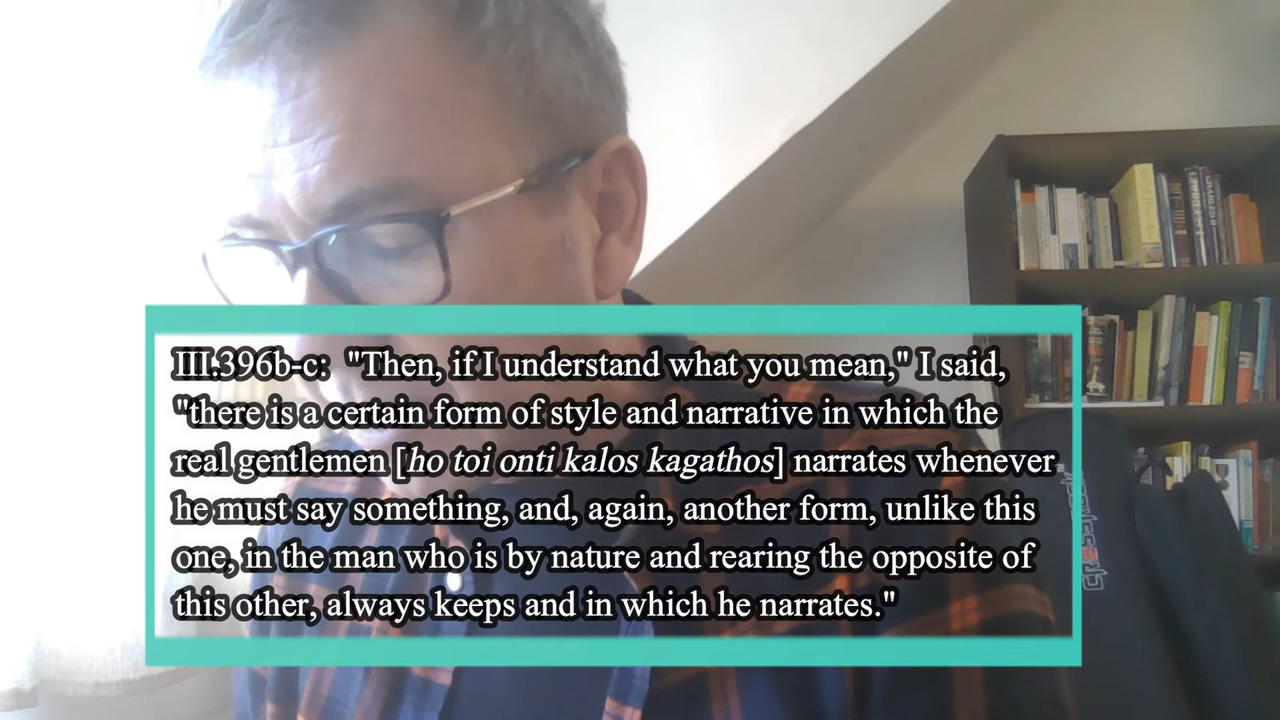 III.396b-c:  "Then, if I understand what you mean," I said,
"there is a certain form of style and narrative in which the
real gentlemen [ho toi onti kalos kagathos] narrates whenever
he must say something, and, again, another form, unlike this
one, in the man who is by nature and rearing the opposite of
this other, always keeps and in which he narrates."